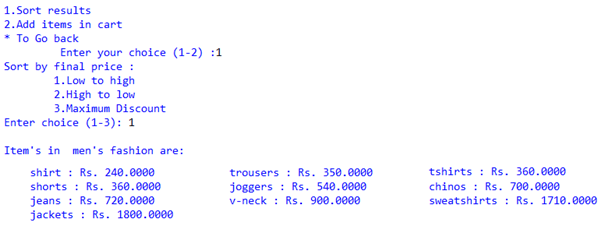 1.Sort results
2.Add items in cart
* To Go back
Enter your choice (1-2) :1
Sort by final price :
1.Low to high
2.High to low
3.Maximum Discount
Enter choice (1-3): 1
Item's in  men's fashion are:
shirt : Rs. 240.0000 trousers : Rs. 350.0000 tshirts : Rs. 360.0000
shorts : Rs. 360.0000 joggers : Rs. 540.0000 chinos : Rs. 700.0000
jeans : Rs. 720.0000 v-neck : Rs. 900.0000 sweatshirts : Rs. 1710.0000
jackets : Rs. 1800.0000